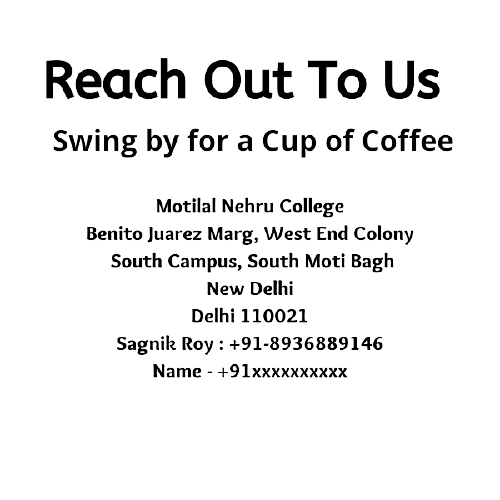 Reach Out To Us
Swing by for a Cup of Coffee
Motilal Nehru College
Benito Juarez Marg, West End Colony
South Campus, South Moti Bagh
New Delhi
Delhi 110021
Sagnik Roy : +91-8936889146
Name - +91xxxxxxxxxx